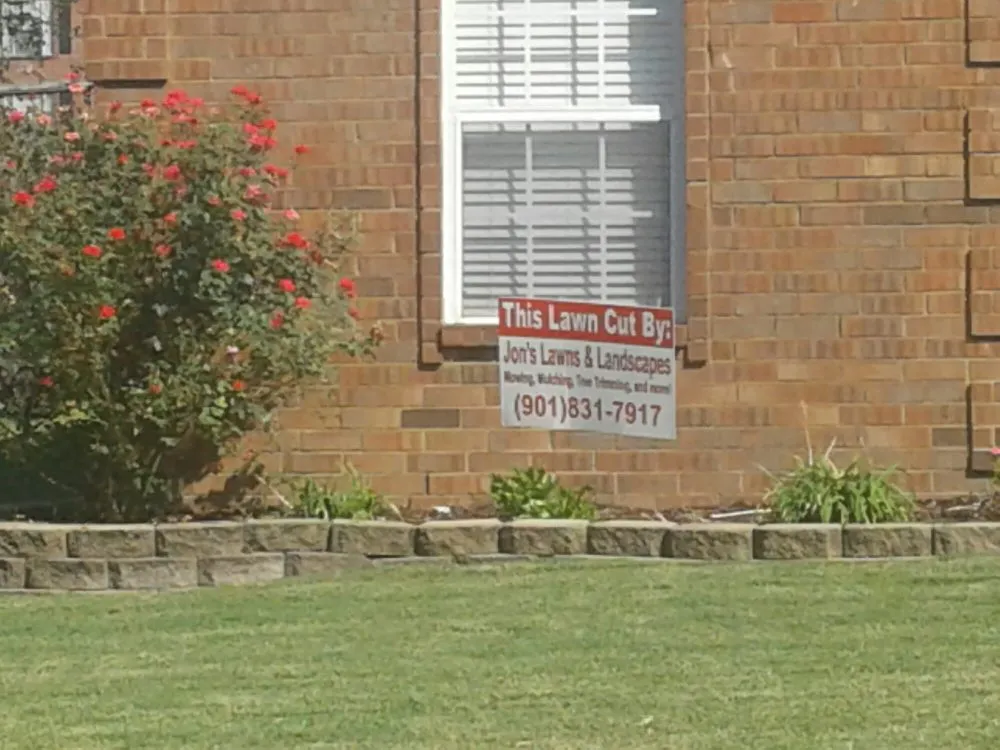 This Lawn Cut By:
Jon's Lawns & Landscapes
Mowing, Mulching, Tree Trimming, and more!
(901)831-7917